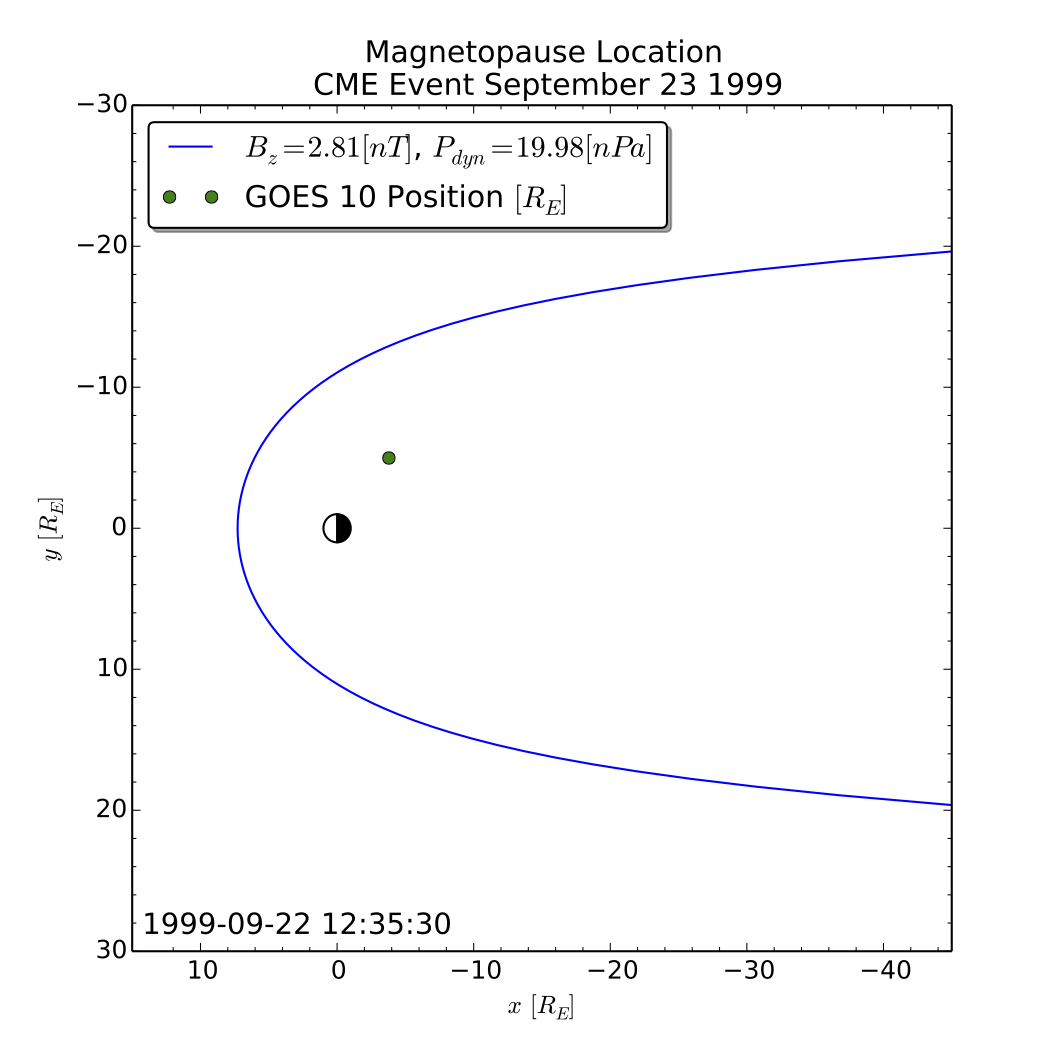 Magnetopause Location
CME Event September 23 1999
B_z=2.81[nT], P_dyn=19.98[nPa]
GOES 10 Position [R_E]
−30
−20
−10
0
10
20
30
y [R_E]
1999-09-22 12:35:30
10 0 −10 −20 −30 −40
x [R_E]